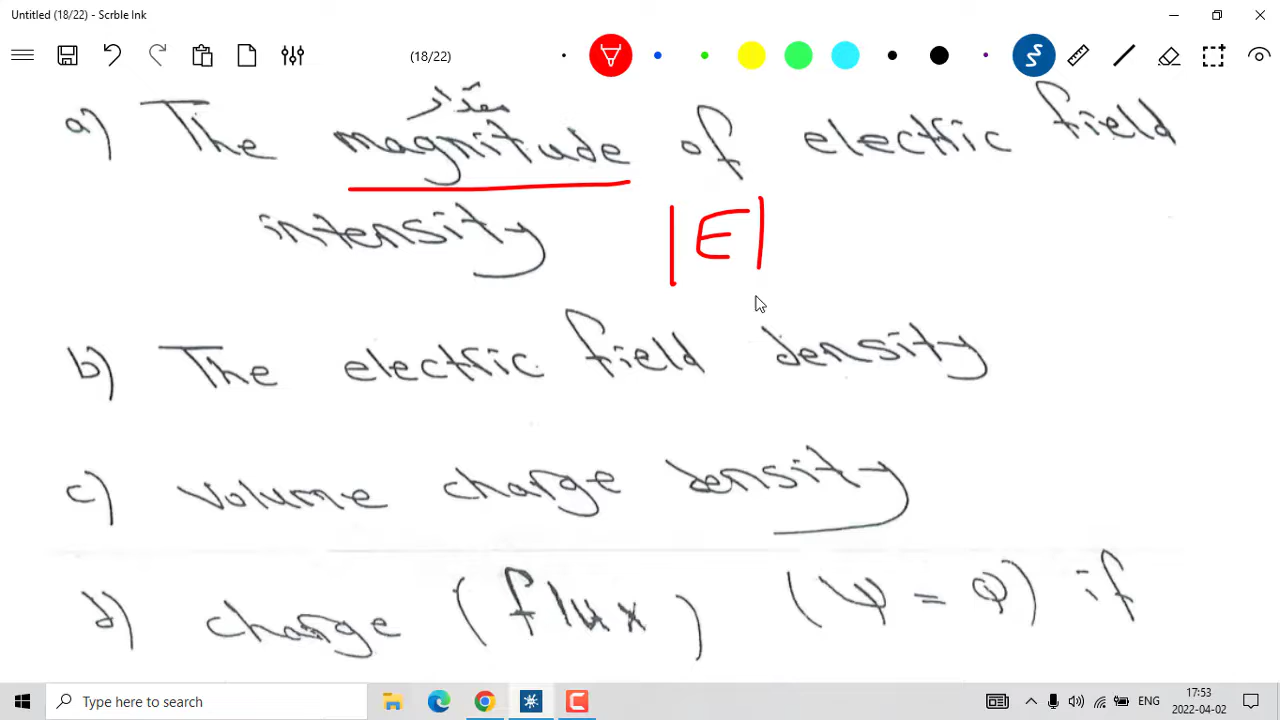 Untitled (18/22) - Scrble Ink
(18/22)
مقدار
a) The magnitude of electric field
intensity |E|
b) The electric field density
c) volume charge density
d) charge (flux) (Ψ = Q) if
Type here to search
ENG
17:53
2022-04-02